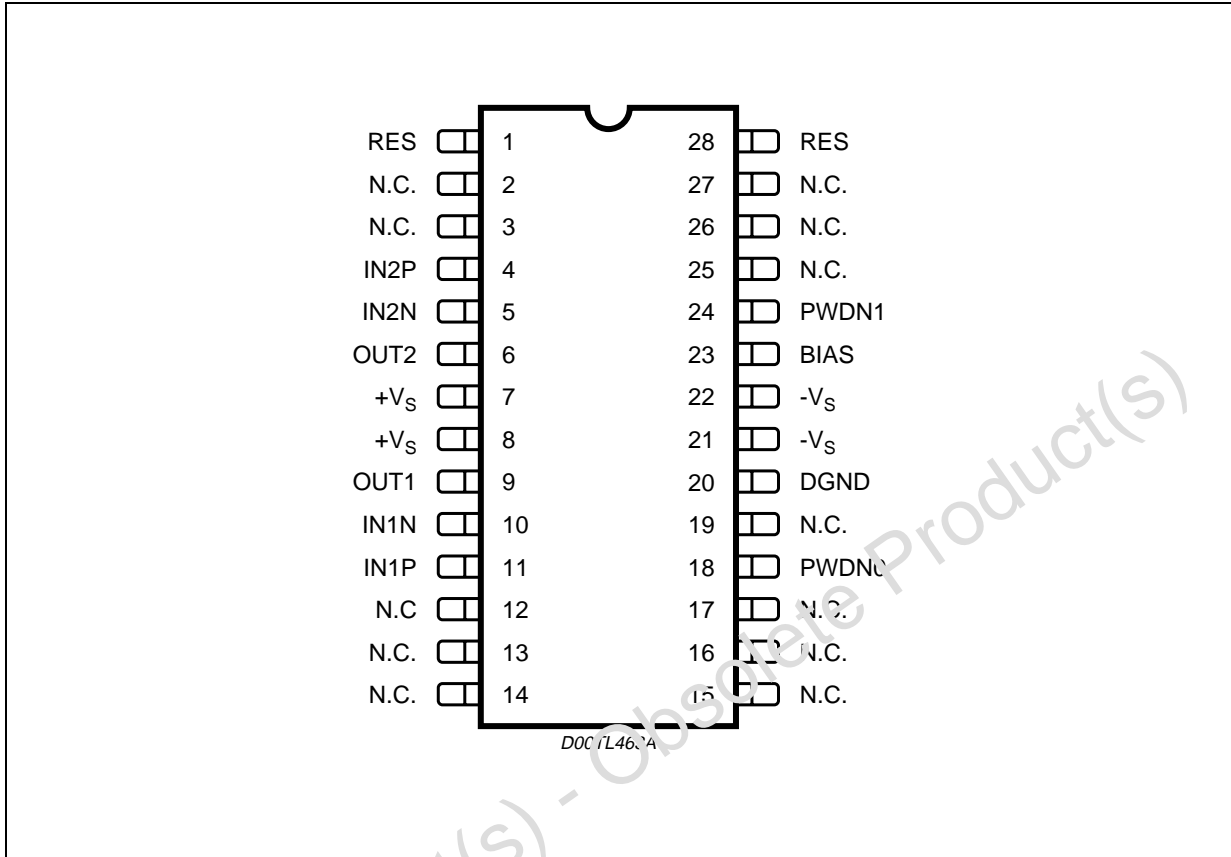 RES 1 28 RES
N.C. 2 27 N.C.
N.C. 3 26 N.C.
IN2P 4 25 N.C.
IN2N 5 24 PWDN1
OUT2 6 23 BIAS
+VS 7 22 -VS
+VS 8 21 -VS
OUT1 9 20 DGND
IN1N 10 19 N.C.
IN1P 11 18 PWDN0
N.C 12 17 N.C.
N.C. 13 16 N.C.
N.C. 14 15 N.C.
(s) - Obsolete Product(s)